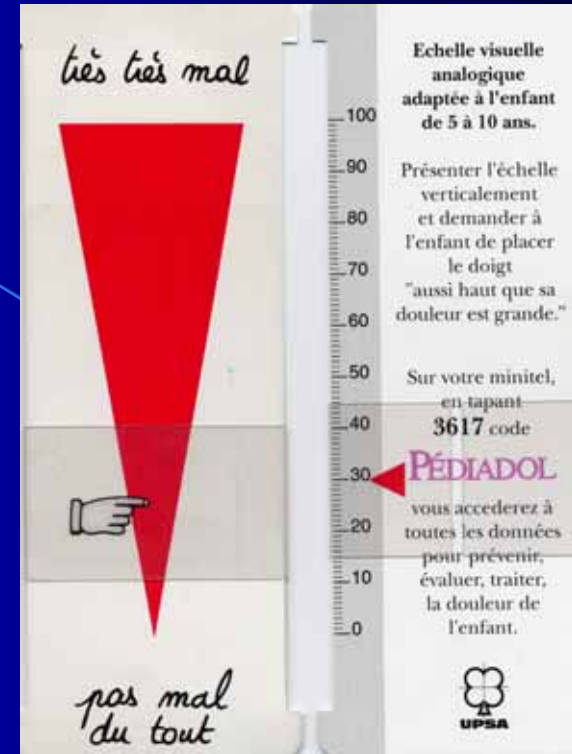 très très mal
pas mal
du tout
100
90
80
70
60
50
40
30
20
10
0
Echelle visuelle
analogique
adaptée à l'enfant
de 5 à 10 ans.
Présenter l'échelle
verticalement
et demander à
l'enfant de placer
le doigt
"aussi haut que sa
douleur est grande."
Sur votre minitel,
en tapant
3617 code
PÉDIADOL
vous accederez à
toutes les données
pour prévenir,
évaluer, traiter,
la douleur de
l'enfant.
UPSA